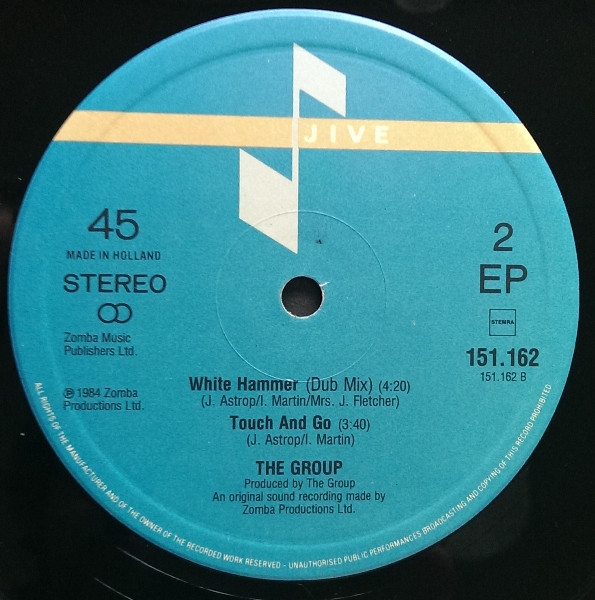 JIVE
45
MADE IN HOLLAND
STEREO
Zomba Music
Publishers Ltd.
℗ 1984 Zomba
Productions Ltd.
2
EP
STEMRA
151.162
151.162 B
White Hammer (Dub Mix) (4:20)
(J. Astrop/I. Martin/Mrs. J. Fletcher)
Touch And Go (3:40)
(J. Astrop/I. Martin)
THE GROUP
Produced by The Group
An original sound recording made by
Zomba Productions Ltd.
ALL RIGHTS OF THE MANUFACTURER AND OF THE OWNER OF THE RECORDED WORK RESERVED – UNAUTHORISED PUBLIC PERFORMANCES BROADCASTING AND COPYING OF THIS RECORD PROHIBITED